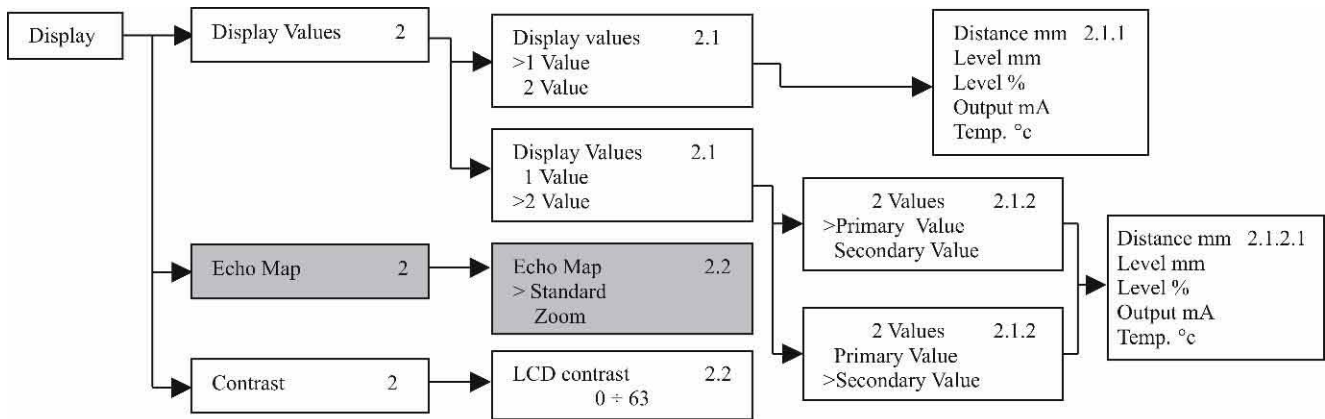 Display
Display Values 2
Display values 2.1
>1 Value
2 Value
Distance mm 2.1.1
Level mm
Level %
Output mA
Temp. °c
Display Values 2.1
1 Value
>2 Value
2 Values 2.1.2
>Primary Value
Secondary Value
Distance mm 2.1.2.1
Level mm
Level %
Output mA
Temp. °c
Echo Map 2
Echo Map 2.2
> Standard
Zoom
2 Values 2.1.2
Primary Value
>Secondary Value
Contrast 2
LCD contrast 2.2
0 ÷ 63